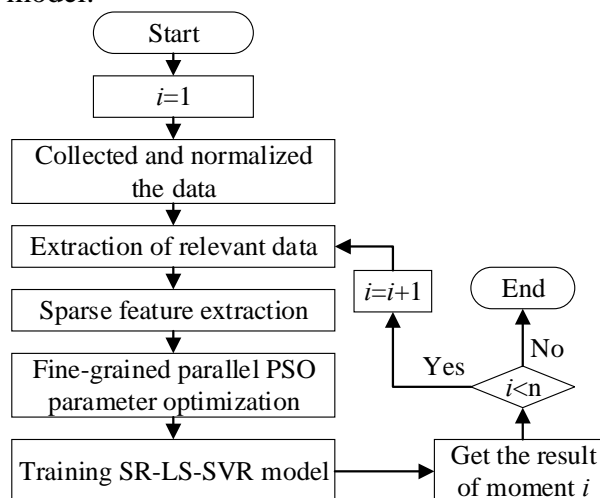 model.
Start
i=1
Collected and normalized
the data
Extraction of relevant data
Sparse feature extraction
Fine-grained parallel PSO
parameter optimization
Training SR-LS-SVR model
Get the result
of moment i
i<n
Yes
No
i=i+1
End